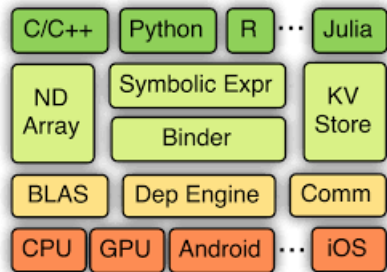 C/C++ Python R ... Julia
ND Array
Symbolic Expr
Binder
KV Store
BLAS Dep Engine Comm
CPU GPU Android ... iOS